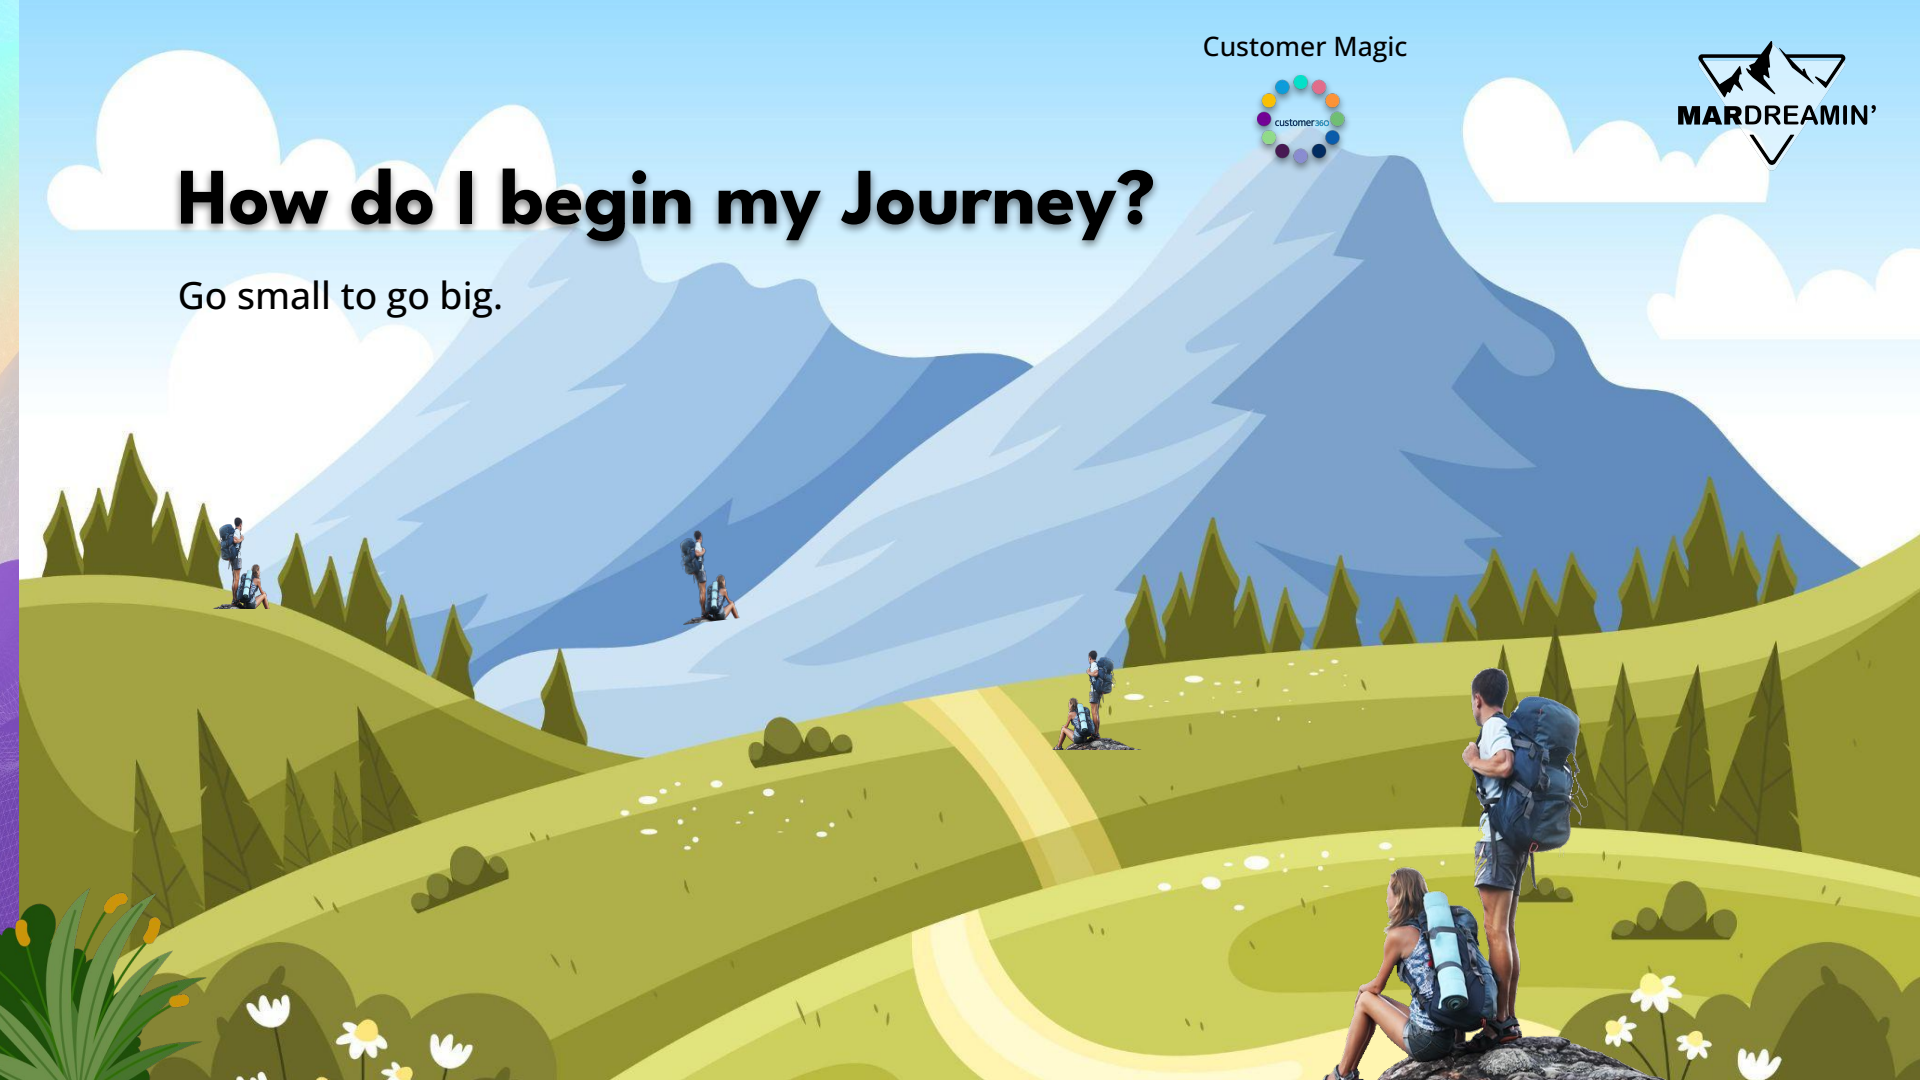 Customer Magic
customer360
MARDREAMIN'
How do I begin my Journey?
Go small to go big.